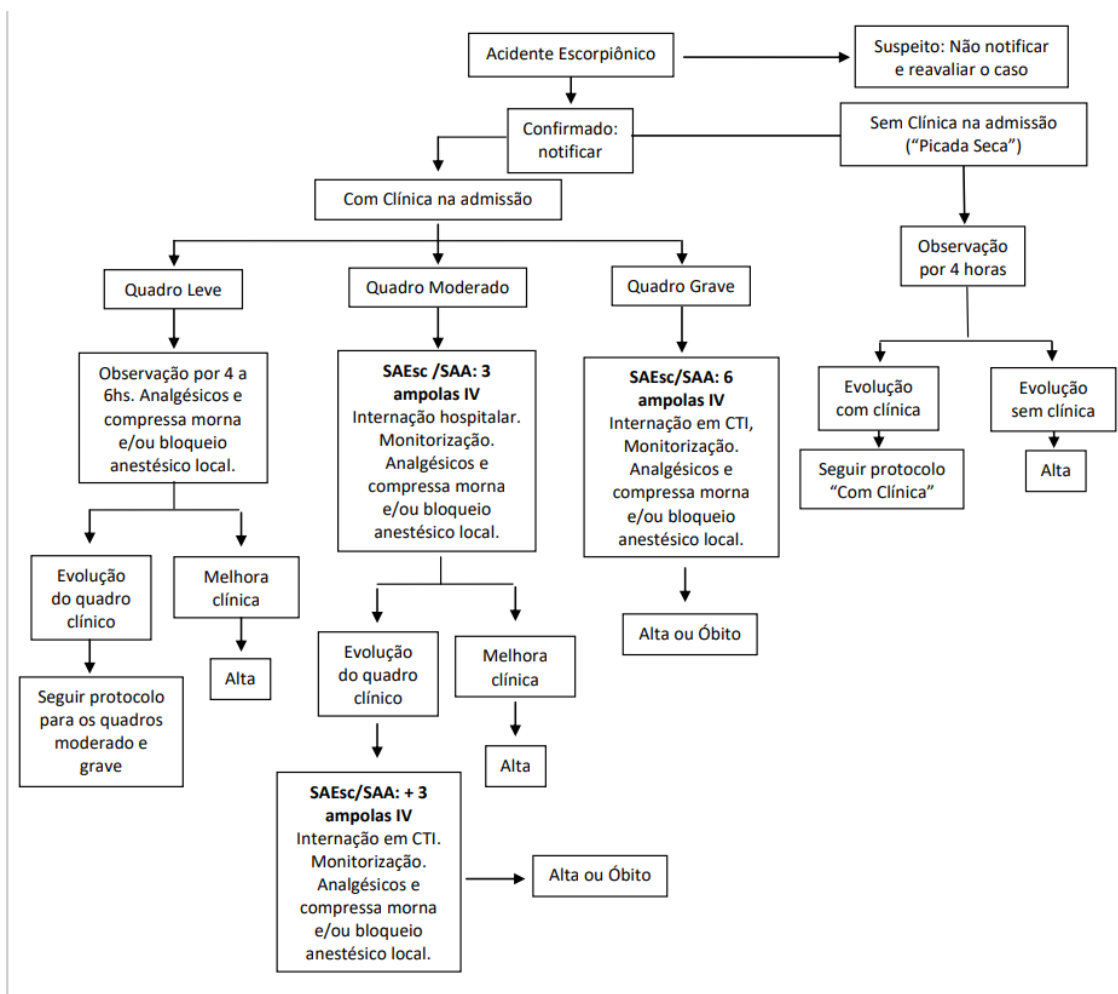 Acidente Escorpiônico
Suspeito: Não notificar
e reavaliar o caso
Confirmado:
notificar
Sem Clínica na admissão
(“Picada Seca”)
Com Clínica na admissão
Observação
por 4 horas
Quadro Leve
Quadro Moderado
Quadro Grave
Observação por 4 a
6hs. Analgésicos e
compressa morna
e/ou bloqueio
anestésico local.
SAEsc /SAA: 3
ampolas IV
Internação hospitalar.
Monitorização.
Analgésicos e
compressa morna
e/ou bloqueio
anestésico local.
SAEsc/SAA: 6
ampolas IV
Internação em CTI,
Monitorização.
Analgésicos e
compressa morna
e/ou bloqueio
anestésico local.
Evolução
com clínica
Evolução
sem clínica
Seguir protocolo
“Com Clínica”
Alta
Evolução
do quadro
clínico
Melhora
clínica
Seguir protocolo
para os quadros
moderado e
grave
Alta
Evolução
do quadro
clínico
Melhora
clínica
Alta ou Óbito
Alta
SAEsc/SAA: + 3
ampolas IV
Internação em CTI.
Monitorização.
Analgésicos e
compressa morna
e/ou bloqueio
anestésico local.
Alta ou Óbito